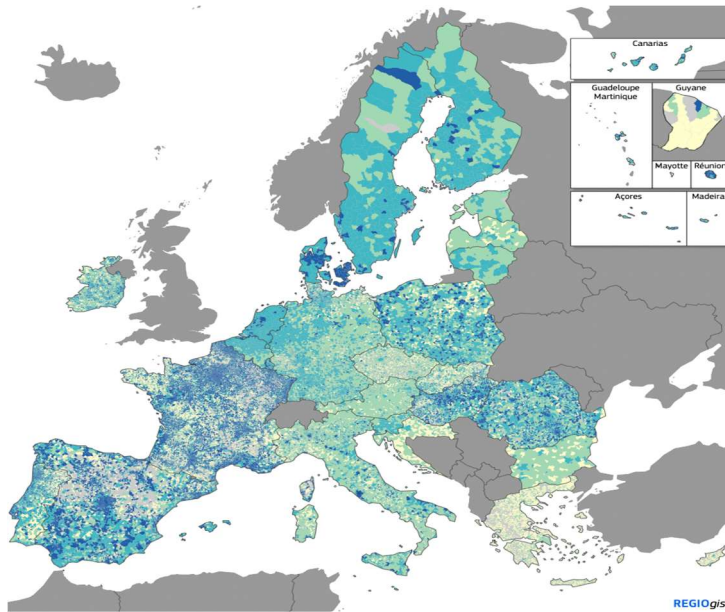 Canarias
Guadeloupe
Martinique
Guyane
Mayotte
Réunion
Açores
Madeira
REGIOgis